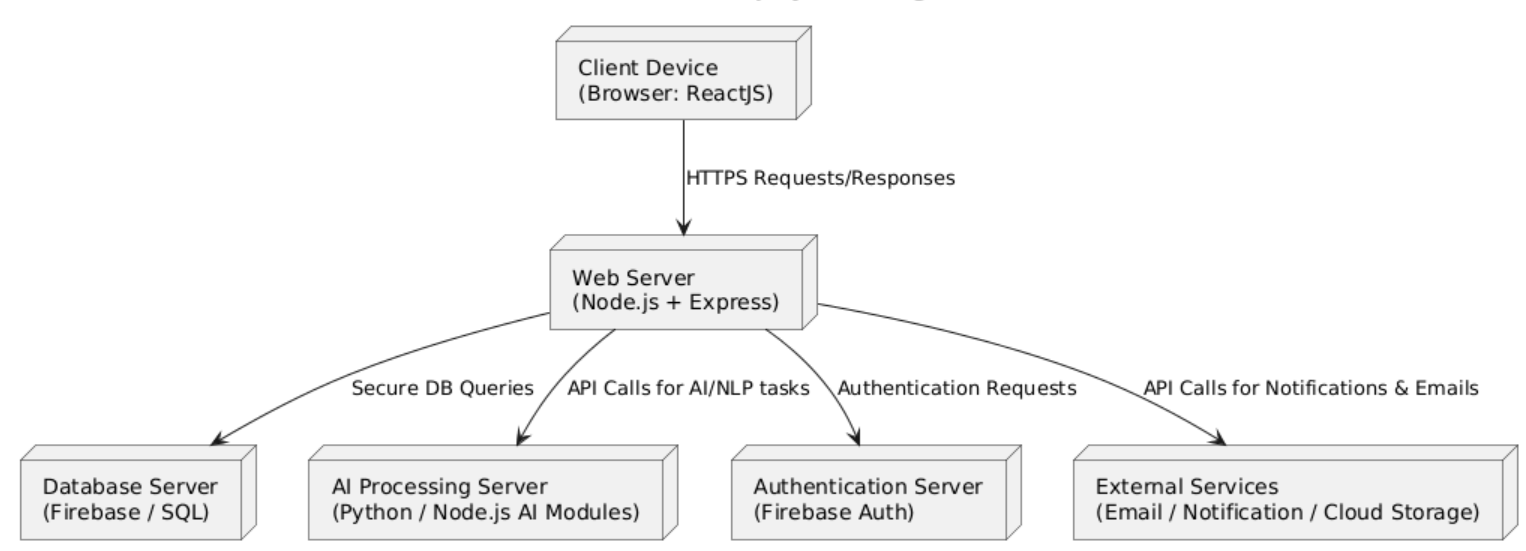 Client Device
(Browser: ReactJS)
HTTPS Requests/Responses
Web Server
(Node.js + Express)
Secure DB Queries
API Calls for AI/NLP tasks
Authentication Requests
API Calls for Notifications & Emails
Database Server
(Firebase / SQL)
AI Processing Server
(Python / Node.js AI Modules)
Authentication Server
(Firebase Auth)
External Services
(Email / Notification / Cloud Storage)